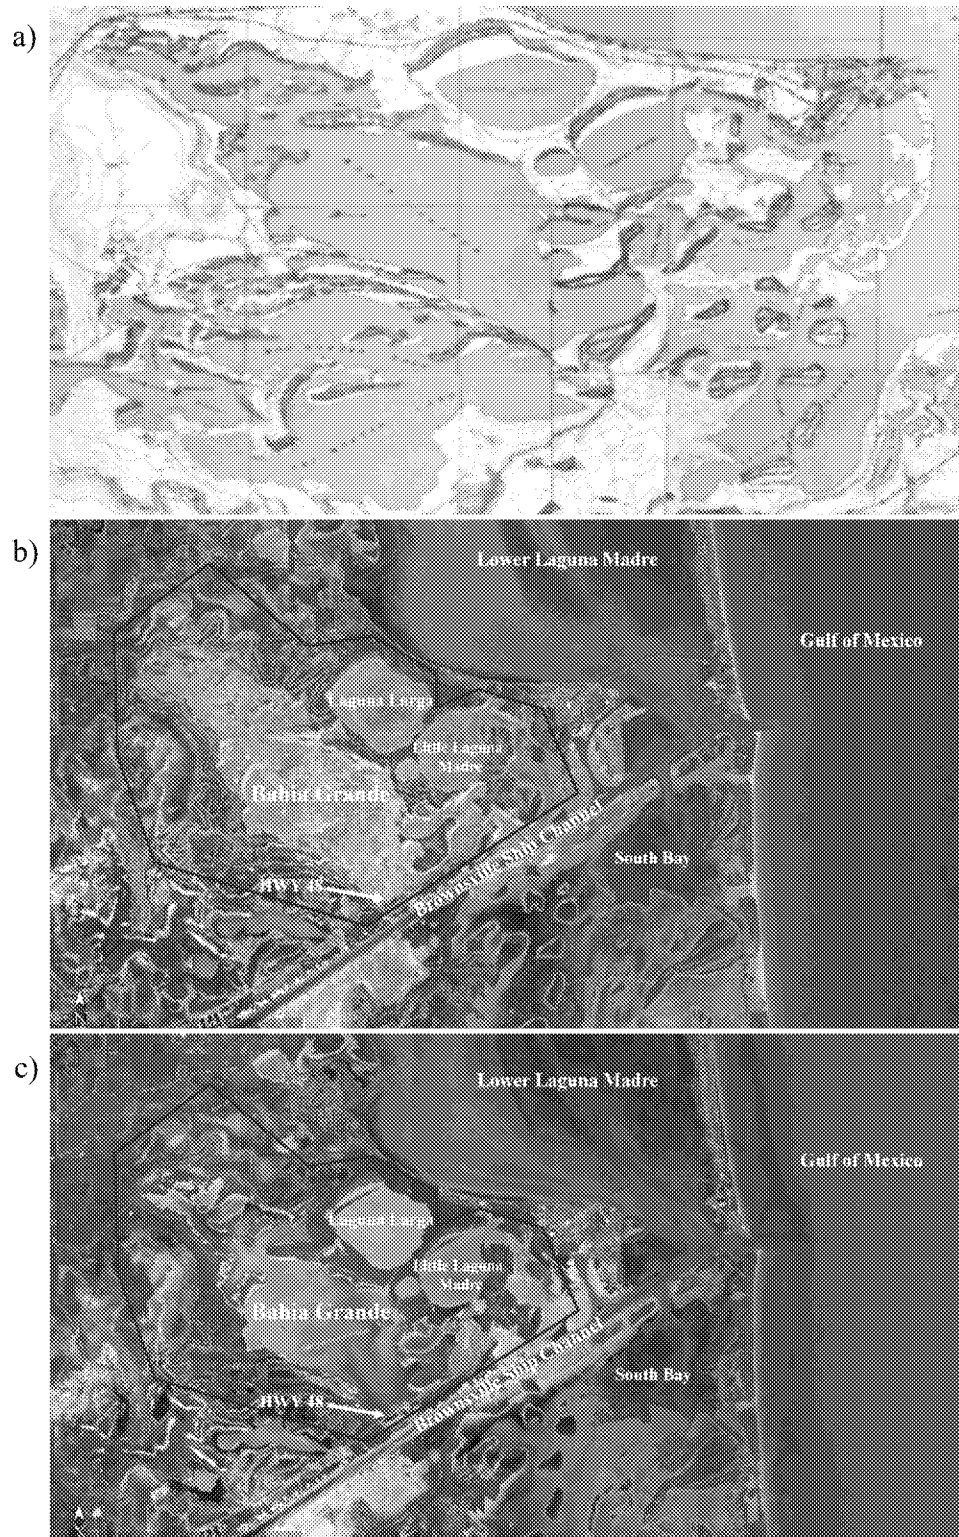 a)
b)
Lower Laguna Madre
Gulf of Mexico
Laguna Larga
Little Laguna
Madre
Bahia Grande
Brownsville Ship Channel
South Bay
HWY 48
N
c)
Lower Laguna Madre
Gulf of Mexico
Laguna Larga
Little Laguna
Madre
Bahia Grande
Brownsville Ship Channel
South Bay
HWY 48